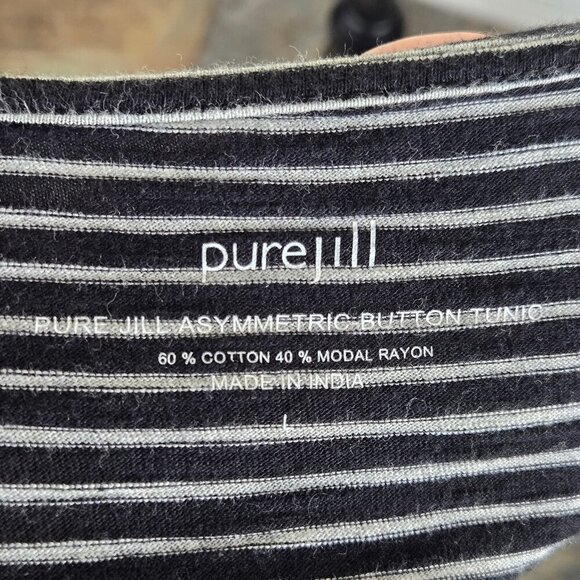 purejill
PURE JILL ASYMMETRIC BUTTON TUNIC
60 % COTTON 40 % MODAL RAYON
MADE IN INDIA
L